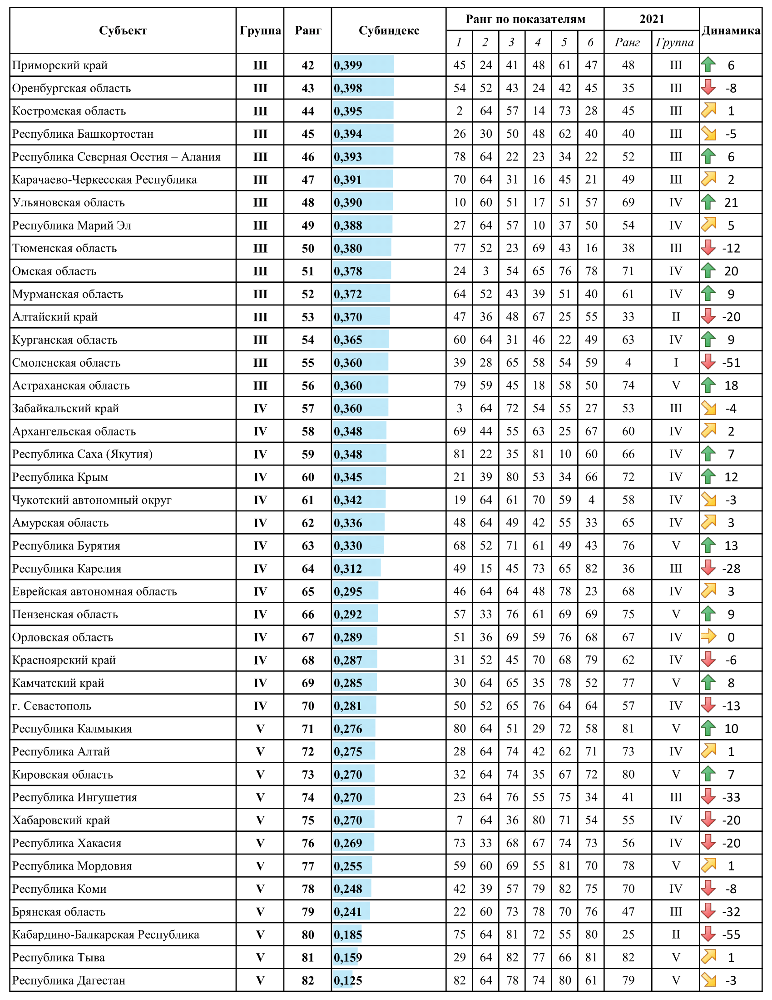 Субъект Группа Ранг Субиндекс Ранг по показателям 2021 Динамика
1 2 3 4 5 6 Ранг Группа
Приморский край III 42 0,399 45 24 41 48 61 47 48 III 6
Оренбургская область III 43 0,398 54 52 43 24 42 45 35 III -8
Костромская область III 44 0,395 2 64 57 14 73 28 45 III 1
Республика Башкортостан III 45 0,394 26 30 50 48 62 40 40 III -5
Республика Северная Осетия – Алания III 46 0,393 78 64 22 23 34 22 52 III 6
Карачаево-Черкесская Республика III 47 0,391 70 64 31 16 45 21 49 III 2
Ульяновская область III 48 0,390 10 60 51 17 51 57 69 IV 21
Республика Марий Эл III 49 0,388 27 64 57 10 37 50 54 IV 5
Тюменская область III 50 0,380 77 52 23 69 43 16 38 III -12
Омская область III 51 0,378 24 3 54 65 76 78 71 IV 20
Мурманская область III 52 0,372 64 52 43 39 51 40 61 IV 9
Алтайский край III 53 0,370 47 36 48 67 25 55 33 II -20
Курганская область III 54 0,365 60 64 31 46 22 49 63 IV 9
Смоленская область III 55 0,360 39 28 65 58 54 59 4 I -51
Астраханская область III 56 0,360 79 59 45 18 58 50 74 V 18
Забайкальский край IV 57 0,360 3 64 72 54 55 27 53 III -4
Архангельская область IV 58 0,348 69 44 55 63 25 67 60 IV 2
Республика Саха (Якутия) IV 59 0,348 81 22 35 81 10 60 66 IV 7
Республика Крым IV 60 0,345 21 39 80 53 34 66 72 IV 12
Чукотский автономный округ IV 61 0,342 19 64 61 70 59 4 58 IV -3
Амурская область IV 62 0,336 48 64 49 42 55 33 65 IV 3
Республика Бурятия IV 63 0,330 68 52 71 61 49 43 76 V 13
Республика Карелия IV 64 0,312 49 15 45 73 65 82 36 III -28
Еврейская автономная область IV 65 0,295 46 64 64 48 78 23 68 IV 3
Пензенская область IV 66 0,292 57 33 76 61 69 69 75 V 9
Орловская область IV 67 0,289 51 36 69 59 76 68 67 IV 0
Красноярский край IV 68 0,287 31 52 45 70 68 79 62 IV -6
Камчатский край IV 69 0,285 30 64 65 35 78 52 77 V 8
г. Севастополь IV 70 0,281 50 52 65 76 64 64 57 IV -13
Республика Калмыкия V 71 0,276 80 64 51 29 72 58 81 V 10
Республика Алтай V 72 0,275 28 64 74 42 62 71 73 IV 1
Кировская область V 73 0,270 32 64 74 35 67 72 80 V 7
Республика Ингушетия V 74 0,270 23 64 76 55 75 34 41 III -33
Хабаровский край V 75 0,270 7 64 36 80 71 54 55 IV -20
Республика Хакасия V 76 0,269 73 33 68 67 74 73 56 IV -20
Республика Мордовия V 77 0,255 59 60 69 55 81 70 78 V 1
Республика Коми V 78 0,248 42 39 57 79 82 75 70 IV -8
Брянская область V 79 0,241 22 60 73 78 70 76 47 III -32
Кабардино-Балкарская Республика V 80 0,185 75 64 81 72 55 80 25 II -55
Республика Тыва V 81 0,159 29 64 82 77 66 81 82 V 1
Республика Дагестан V 82 0,125 82 64 78 74 80 61 79 V -3